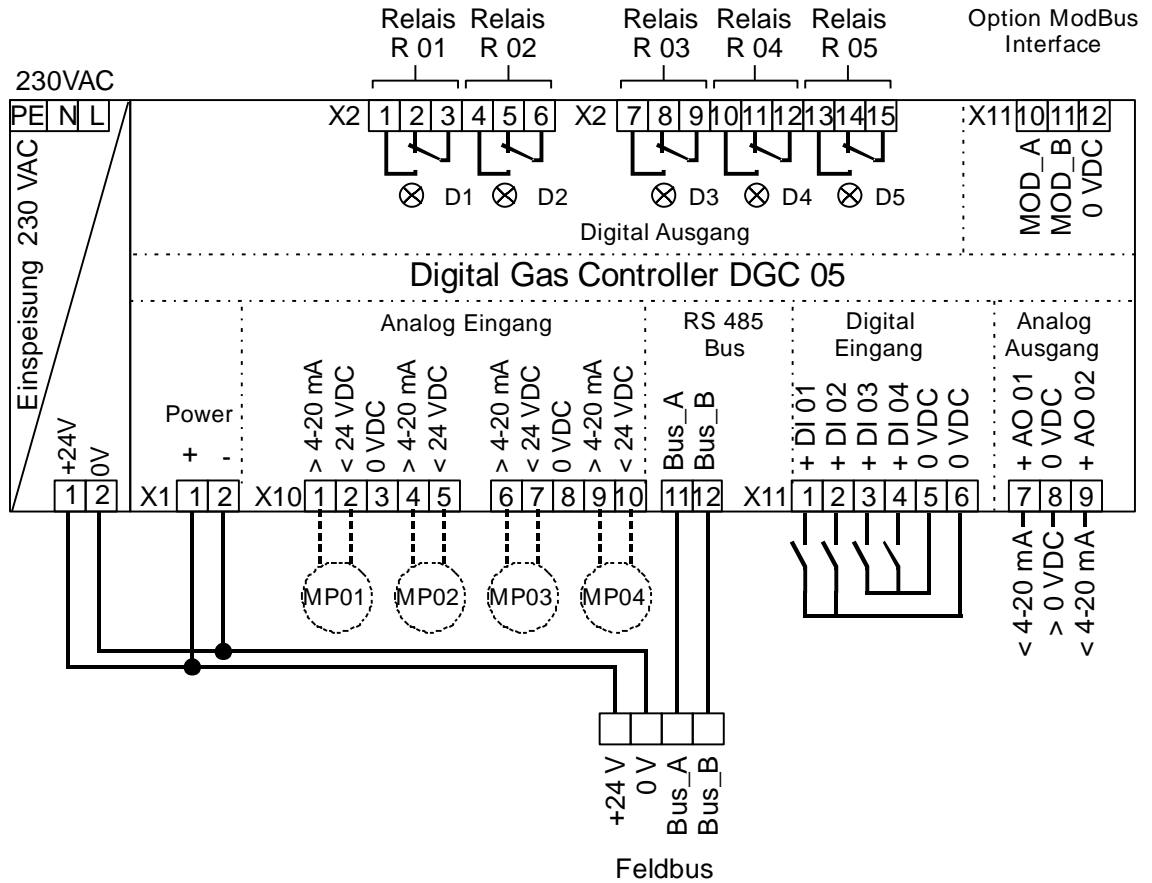 Relais Relais Relais Relais Relais Option ModBus
R 01 R 02 R 03 R 04 R 05 Interface
230VAC
PE N L X2 1 2 3 4 5 6 X2 7 8 9 10 11 12 13 14 15 X11 10 11 12
MOD_A
MOD_B
0 VDC
D1 D2 D3 D4 D5
Digital Ausgang
Einspeisung 230 VAC
Digital Gas Controller DGC 05
Analog Eingang
RS 485
Bus
Digital
Eingang
Analog
Ausgang
+24V
0V
Power
+ -
> 4-20 mA
< 24 VDC
0 VDC
> 4-20 mA
< 24 VDC
> 4-20 mA
< 24 VDC
0 VDC
> 4-20 mA
< 24 VDC
Bus_A
Bus_B
+ DI 01
+ DI 02
+ DI 03
+ DI 04
0 VDC
0 VDC
+ AO 01
0 VDC
+ AO 02
1 2 X1 1 2 X10 1 2 3 4 5 6 7 8 9 10 11 12 X11 1 2 3 4 5 6 7 8 9
MP01 MP02 MP03 MP04
< 4-20 mA
> 0 VDC
< 4-20 mA
+24 V
0 V
Bus_A
Bus_B
Feldbus